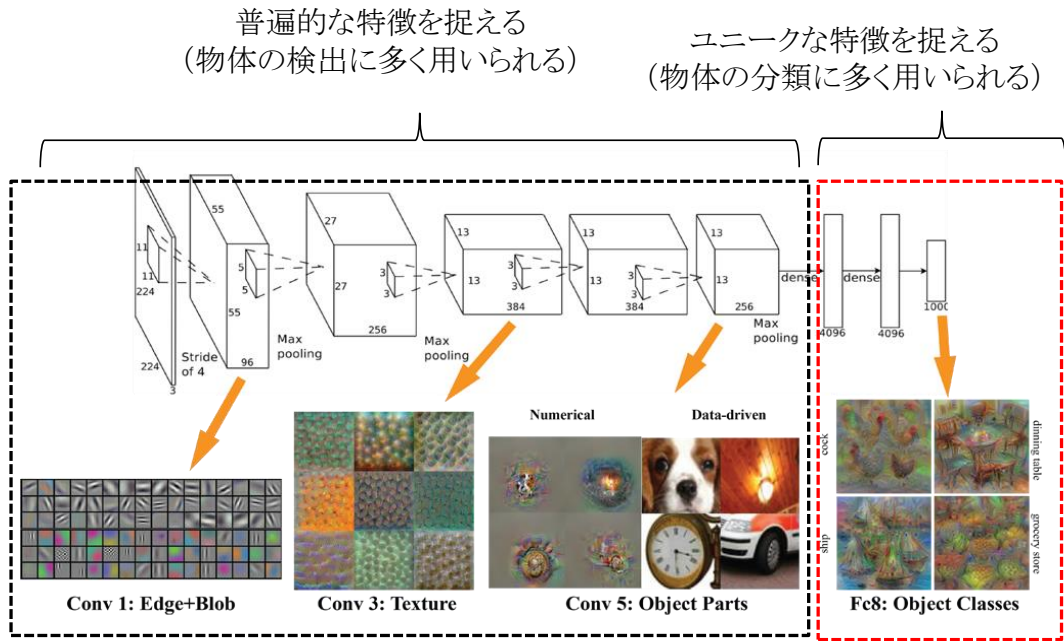 普遍的な特徴を捉える
（物体の検出に多く用いられる）
ユニークな特徴を捉える
（物体の分類に多く用いられる）
11
11
224
224
3
Stride
of 4
55
55
5
5
96
Max
pooling
27
27
3
3
256
Max
pooling
13
13
3
3
384
13
13
3
3
384
13
13
256
Max
pooling
dense
4096
dense
4096
1000
Numerical
Data-driven
cock
dinning table
ship
grocery store
Conv 1: Edge+Blob
Conv 3: Texture
Conv 5: Object Parts
Fc8: Object Classes